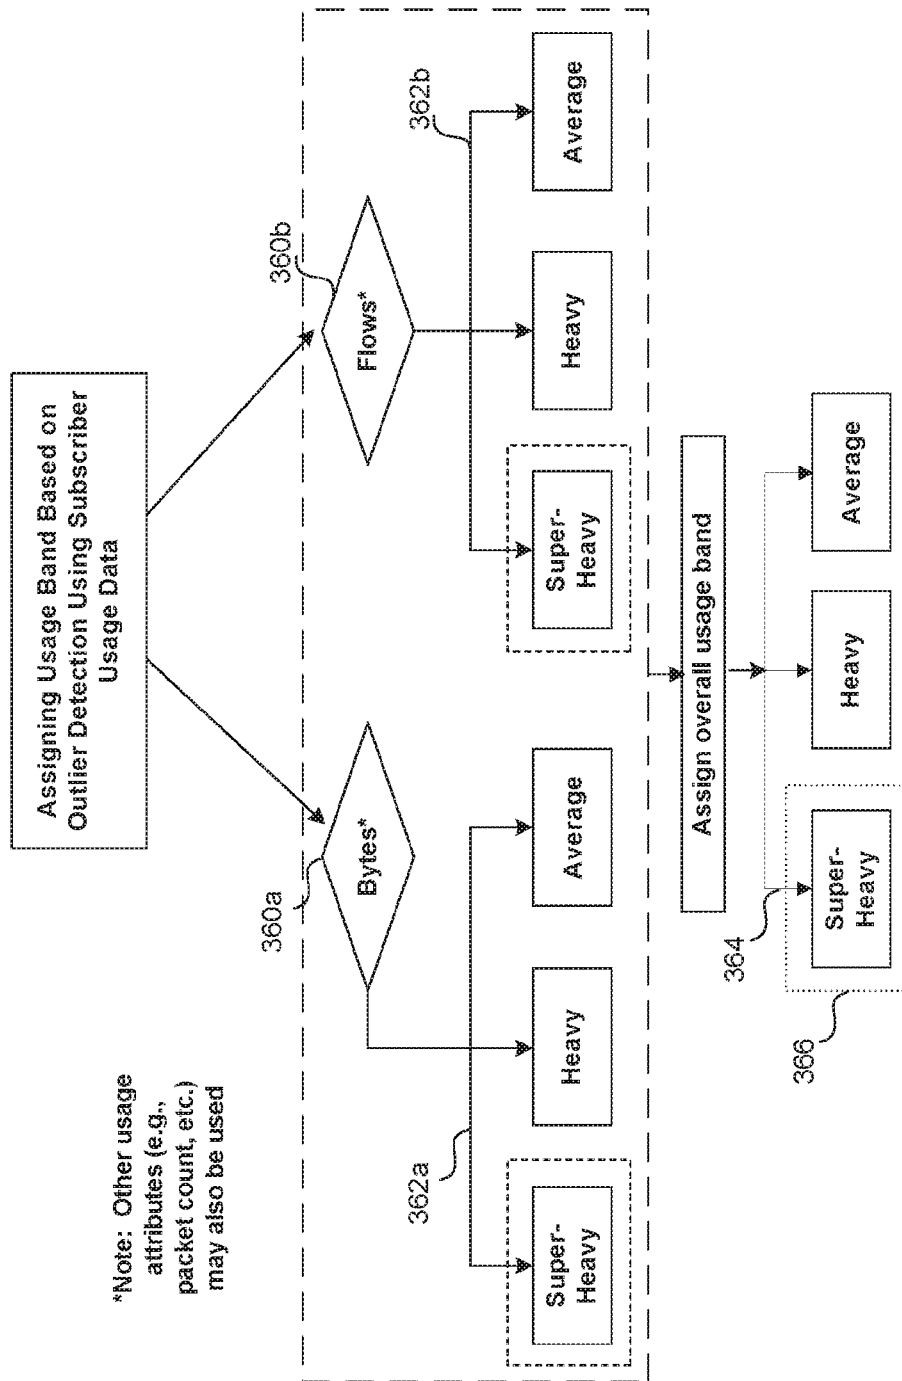 Assigning Usage Band Based on
Outlier Detection Using Subscriber
Usage Data
*Note: Other usage
attributes (e.g.,
packet count, etc.)
may also be used
360a
Bytes*
360b
Flows*
362a
362b
Super-
Heavy
Heavy
Average
Super-
Heavy
Heavy
Average
Assign overall usage band
364
366
Super-
Heavy
Heavy
Average